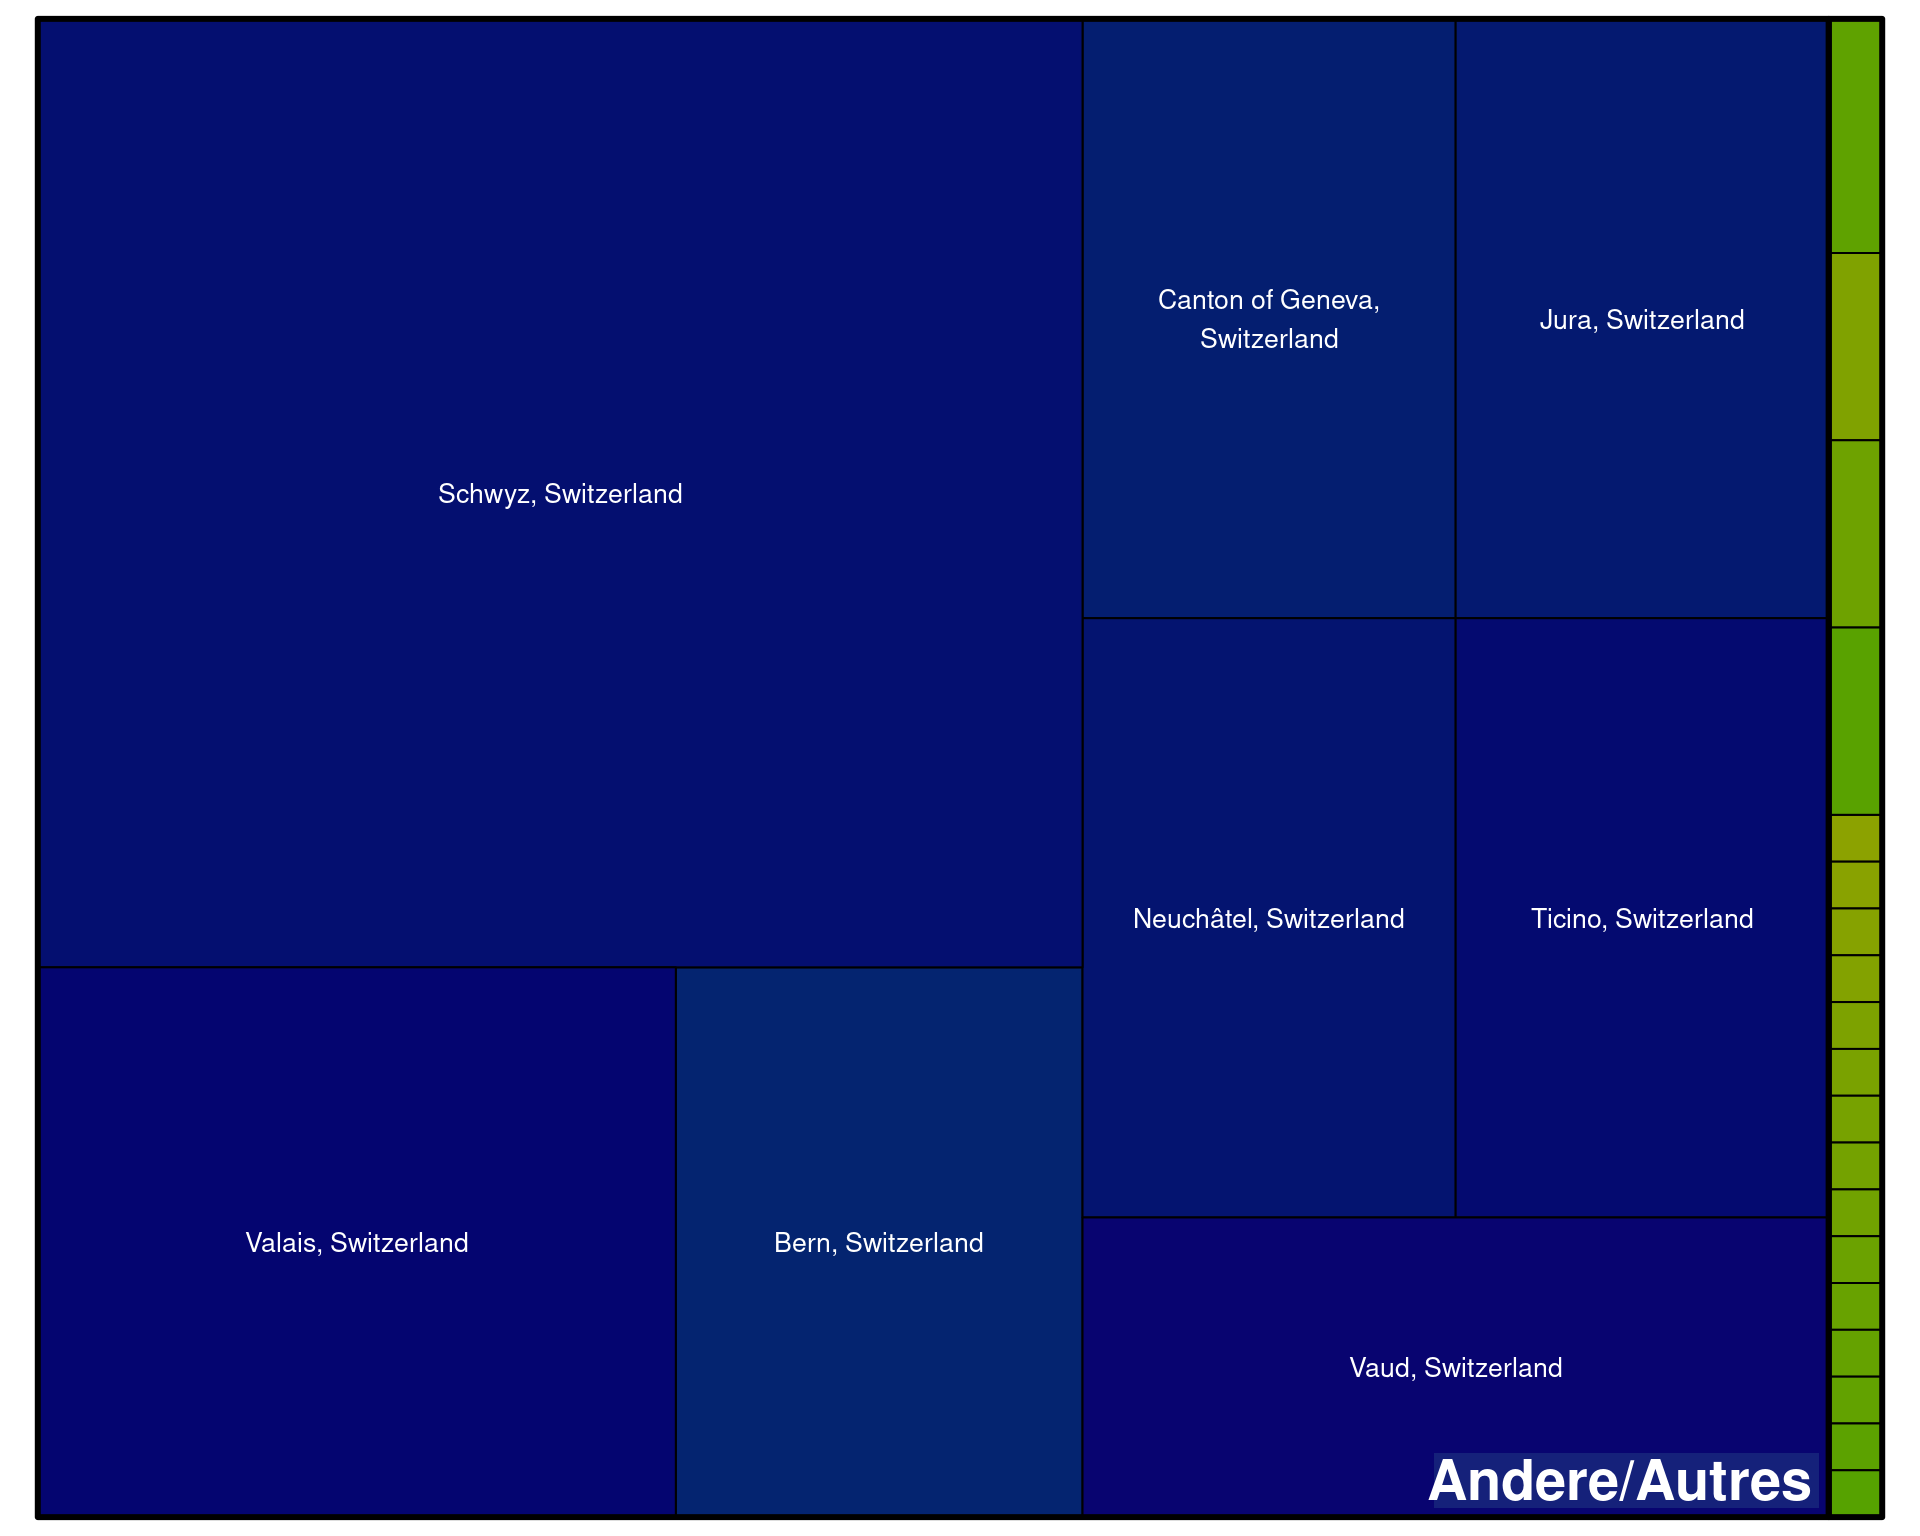 Schwyz, Switzerland
Canton of Geneva,
Switzerland
Jura, Switzerland
Neuchâtel, Switzerland
Ticino, Switzerland
Valais, Switzerland
Bern, Switzerland
Vaud, Switzerland
Andere/Autres